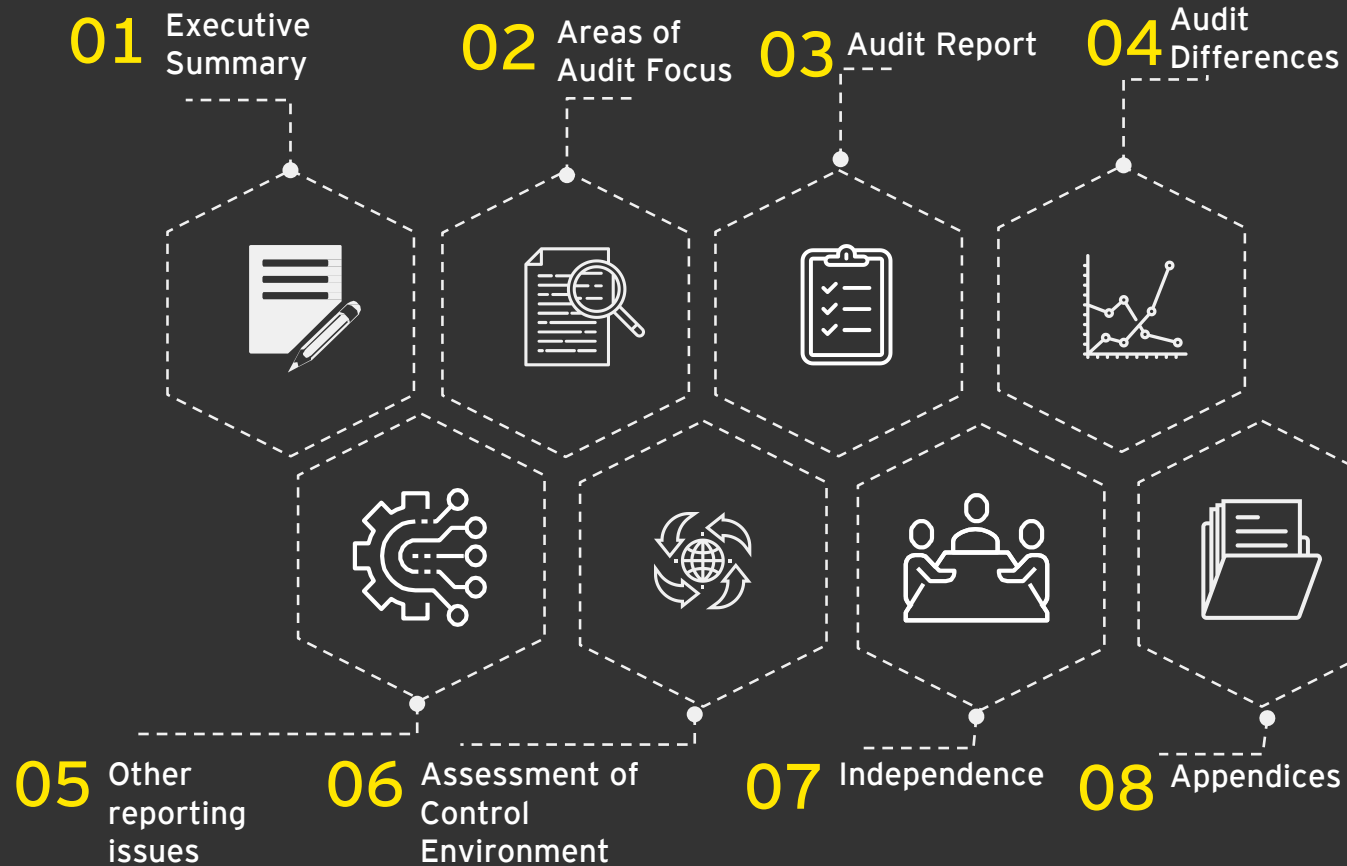 01 Executive
Summary
02 Areas of
Audit Focus
03 Audit Report
04 Audit
Differences
05 Other
reporting
issues
06 Assessment of
Control
Environment
07 Independence
08 Appendices